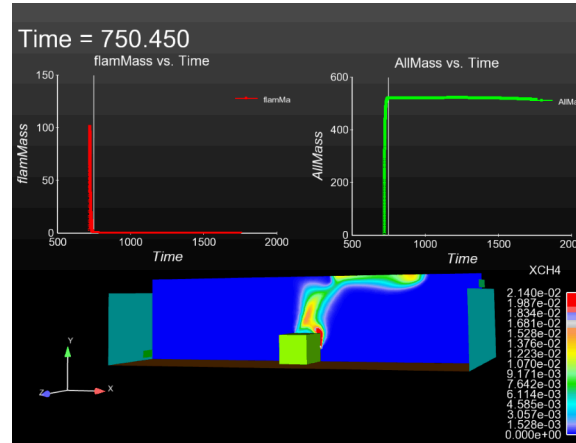 Time = 750.450
flamMass vs. Time
AllMass vs. Time
150
100
50
0
flamMass
flamMa
500
1000
1500
2000
Time
600
400
200
0
AllMass
AllMa
500
1000
1500
2000
Time
XCH4
2.140e-02
1.987e-02
1.834e-02
1.681e-02
1.528e-02
1.376e-02
1.223e-02
1.070e-02
9.171e-03
7.642e-03
6.114e-03
4.585e-03
3.057e-03
1.528e-03
0.000e+00
Y
Z
X